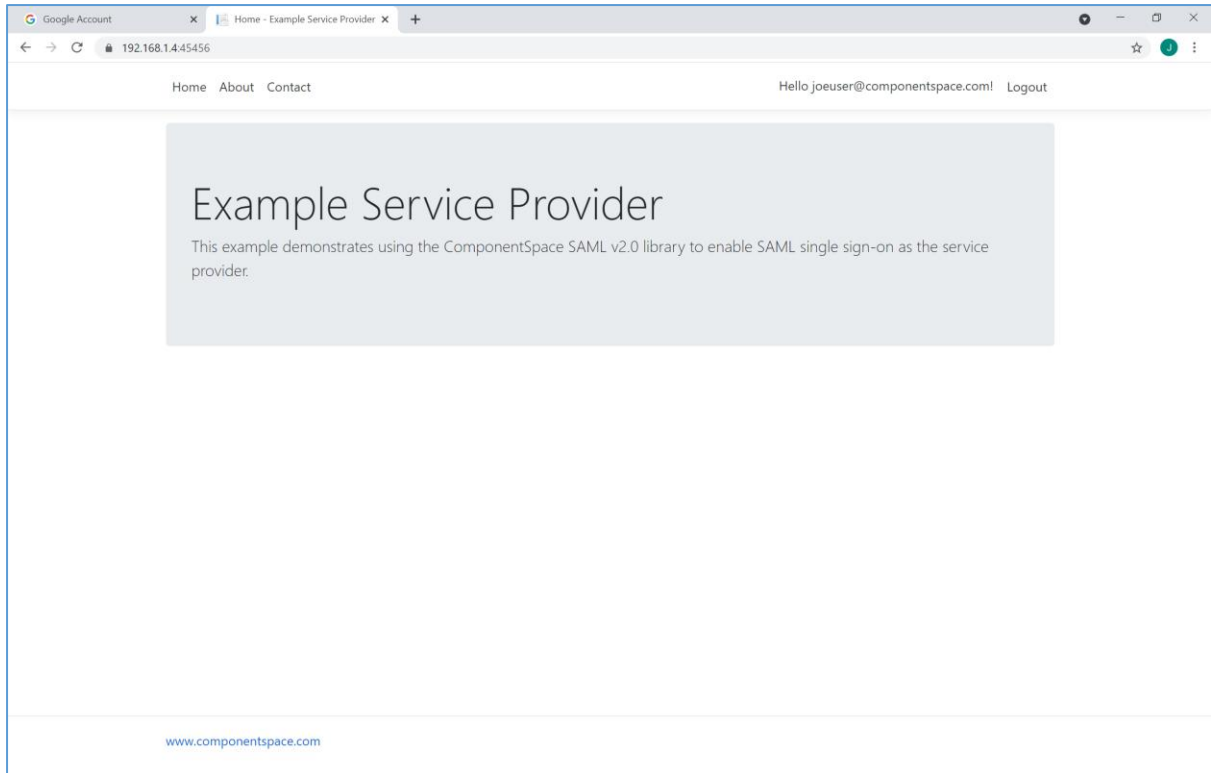 Google Account
Home - Example Service Provider
192.168.1.4:45456
J
Home About Contact
Hello joeuser@componentspace.com! Logout
Example Service Provider
This example demonstrates using the ComponentSpace SAML v2.0 library to enable SAML single sign-on as the service
provider.
www.componentspace.com